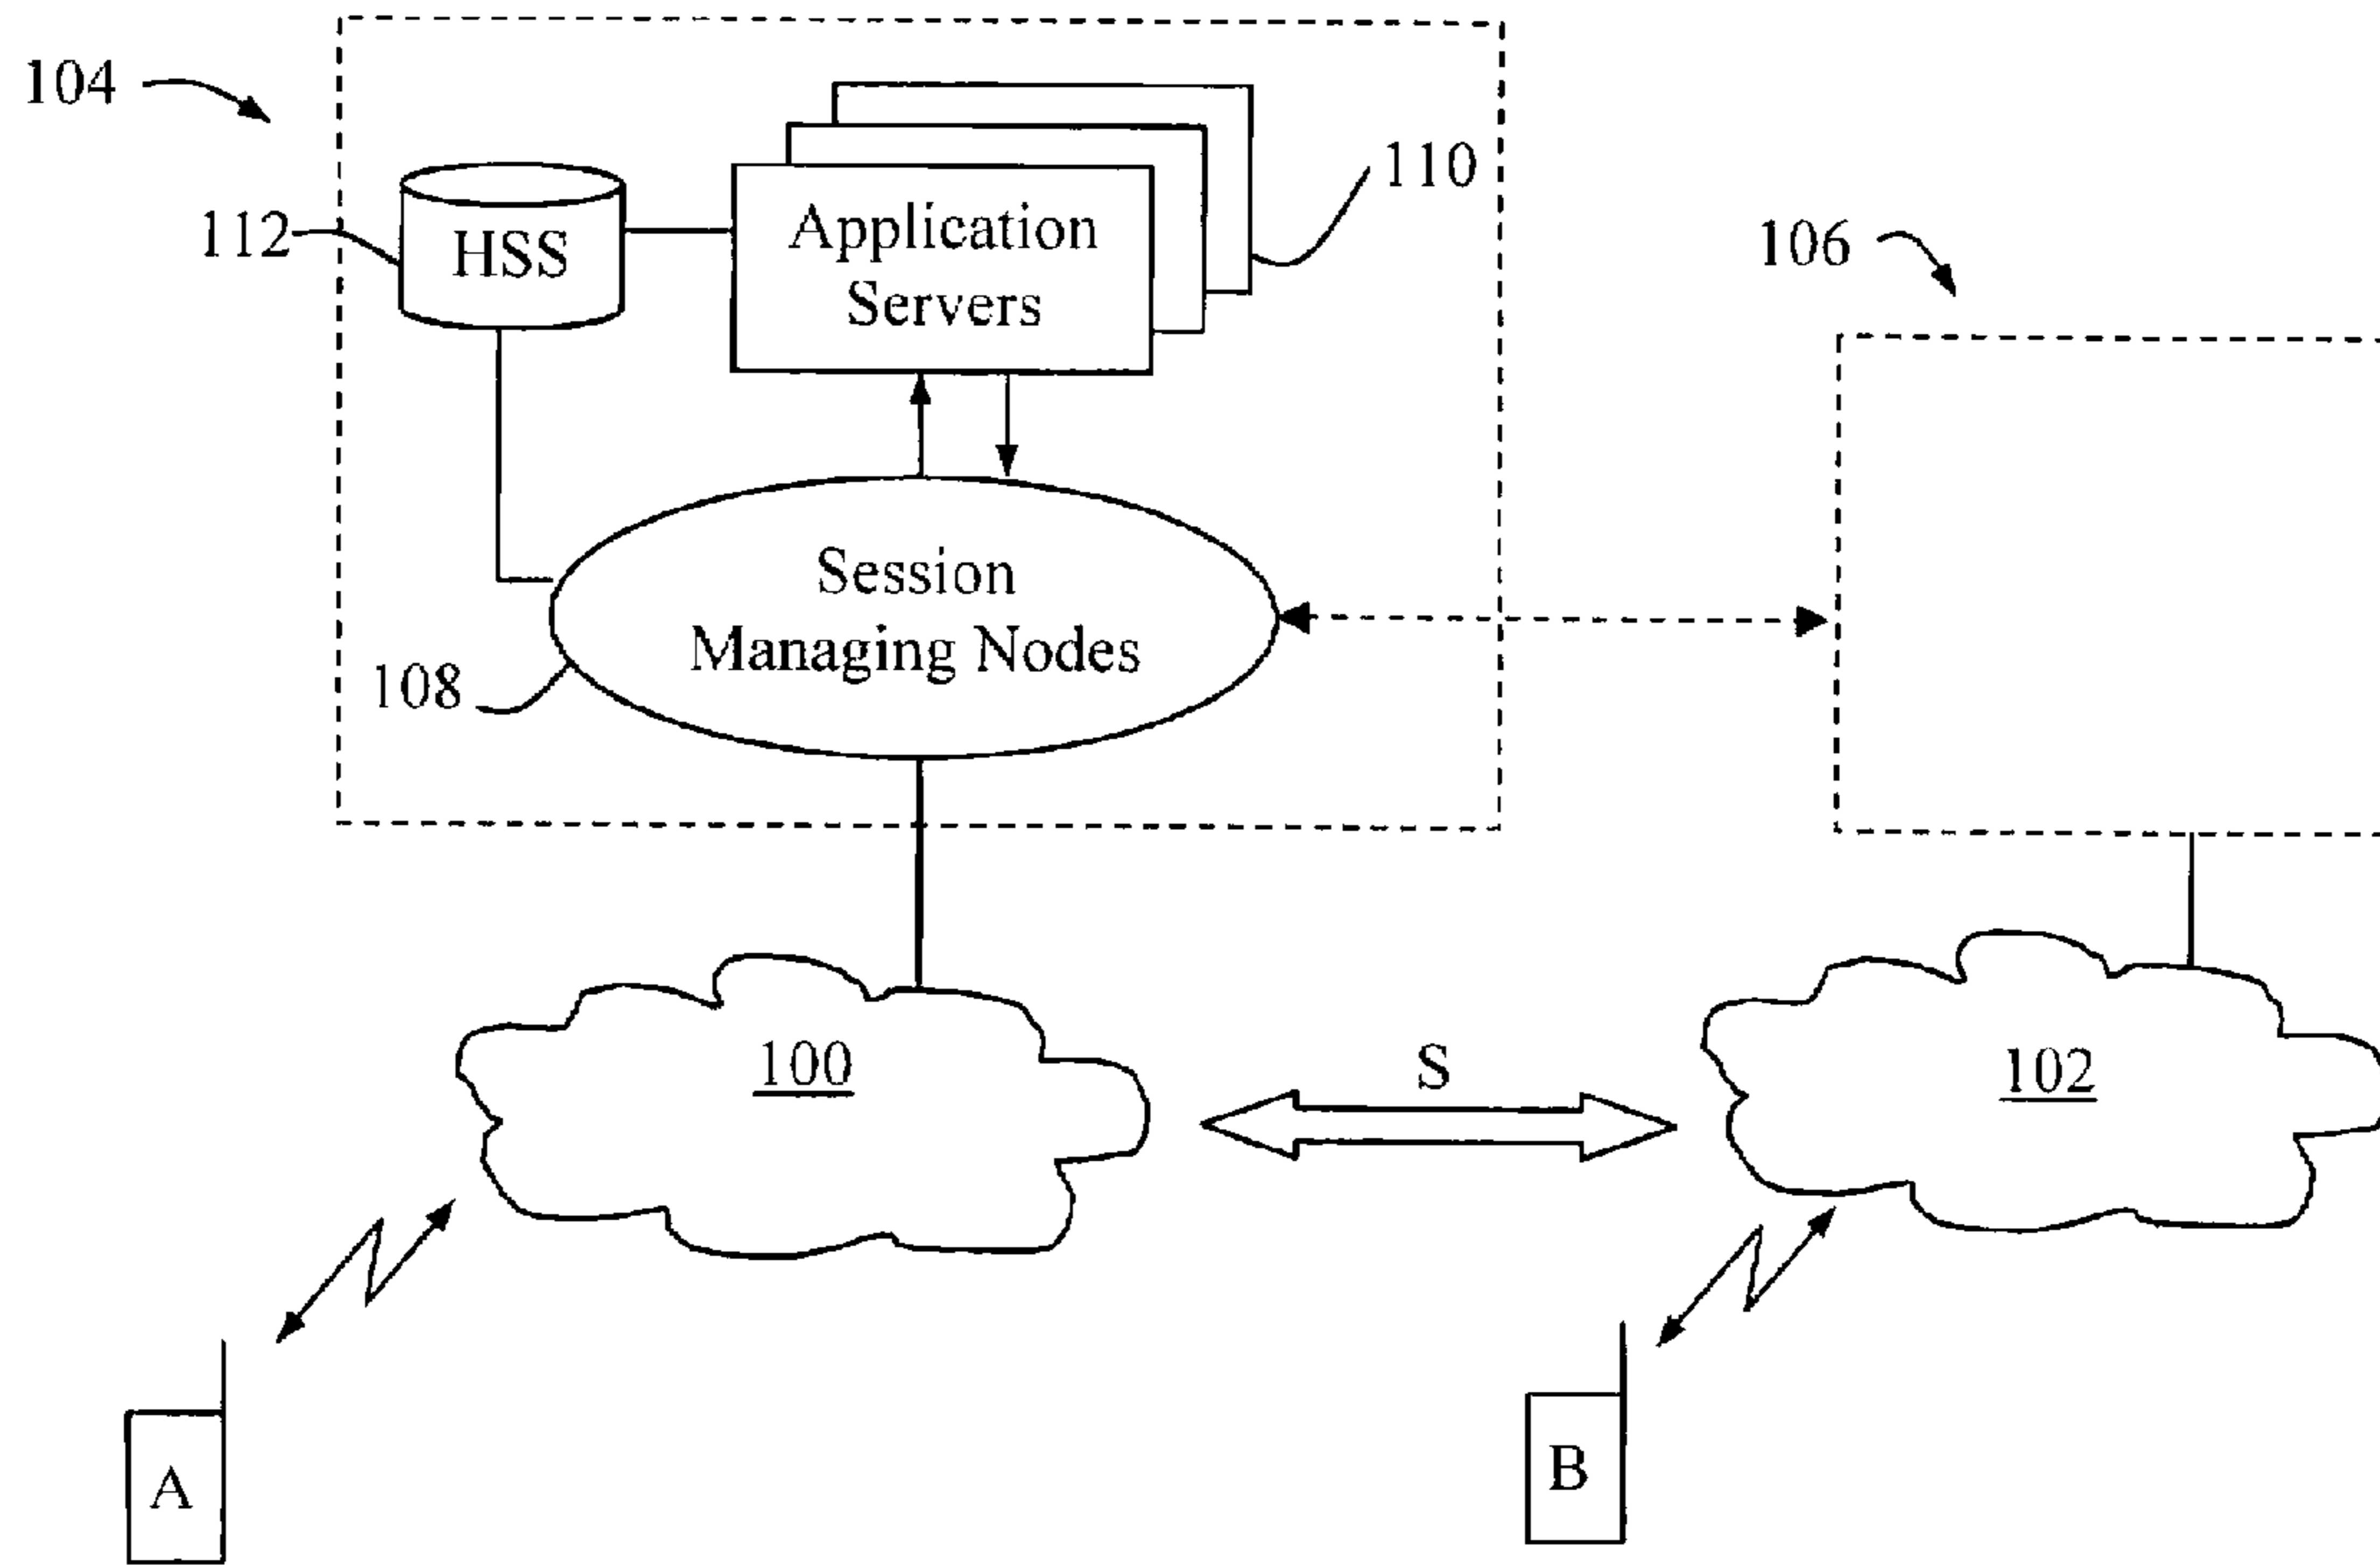 104
110
112
HSS
Application
Servers
106
Session
Managing Nodes
108
100
S
102
A
B